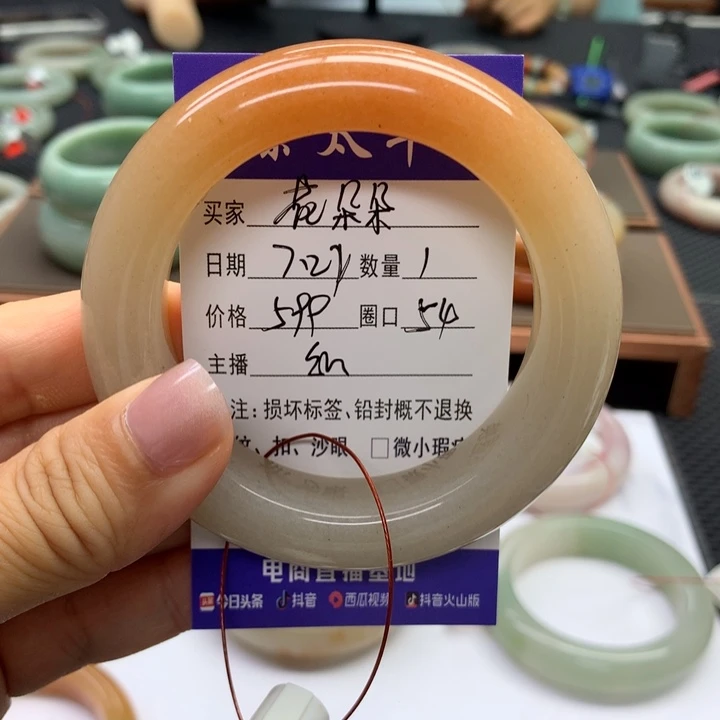 太
买家 花朵朵
日期 7.27 数量 1
价格 599 圈口 54
主播
注：损坏标签、铅封概不退换
扣、沙眼 □微小瑕
电商直播基地
今日头条 抖音 西瓜视频 抖音火山版